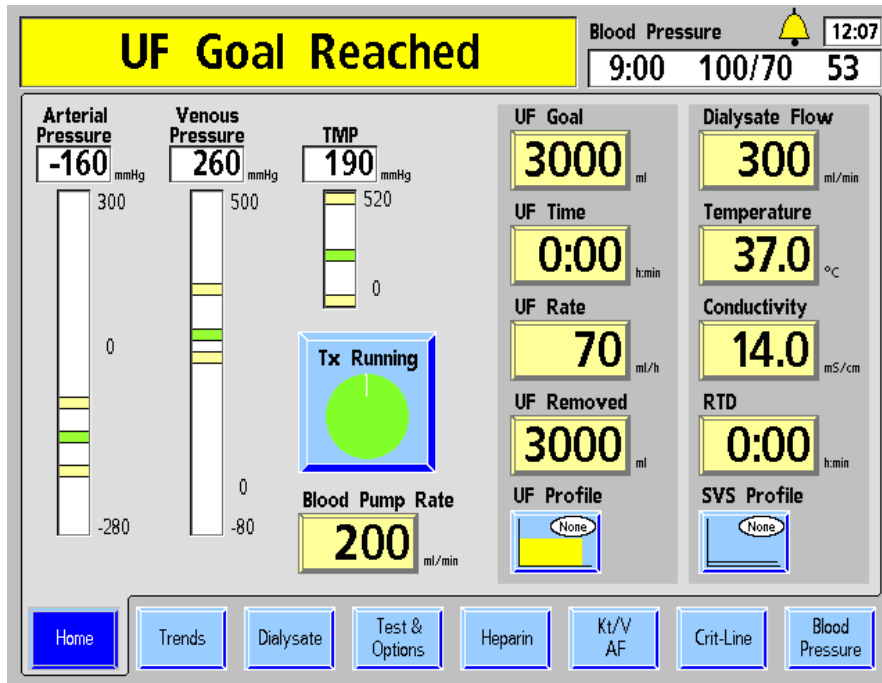 UF Goal Reached
Blood Pressure
12:07
9:00 100/70 53
Arterial
Pressure
-160 mmHg
300
0
-280
Venous
Pressure
260 mmHg
500
0
-80
TMP
190 mmHg
520
0
Tx Running
Blood Pump Rate
200 ml/min
UF Goal
3000 ml
UF Time
0:00 h:min
UF Rate
70 ml/h
UF Removed
3000 ml
UF Profile
None
Dialysate Flow
300 ml/min
Temperature
37.0 °C
Conductivity
14.0 mS/cm
RTD
0:00 h:min
SVS Profile
None
Home
Trends
Dialysate
Test &
Options
Heparin
Kt/V
AF
Crit-Line
Blood
Pressure